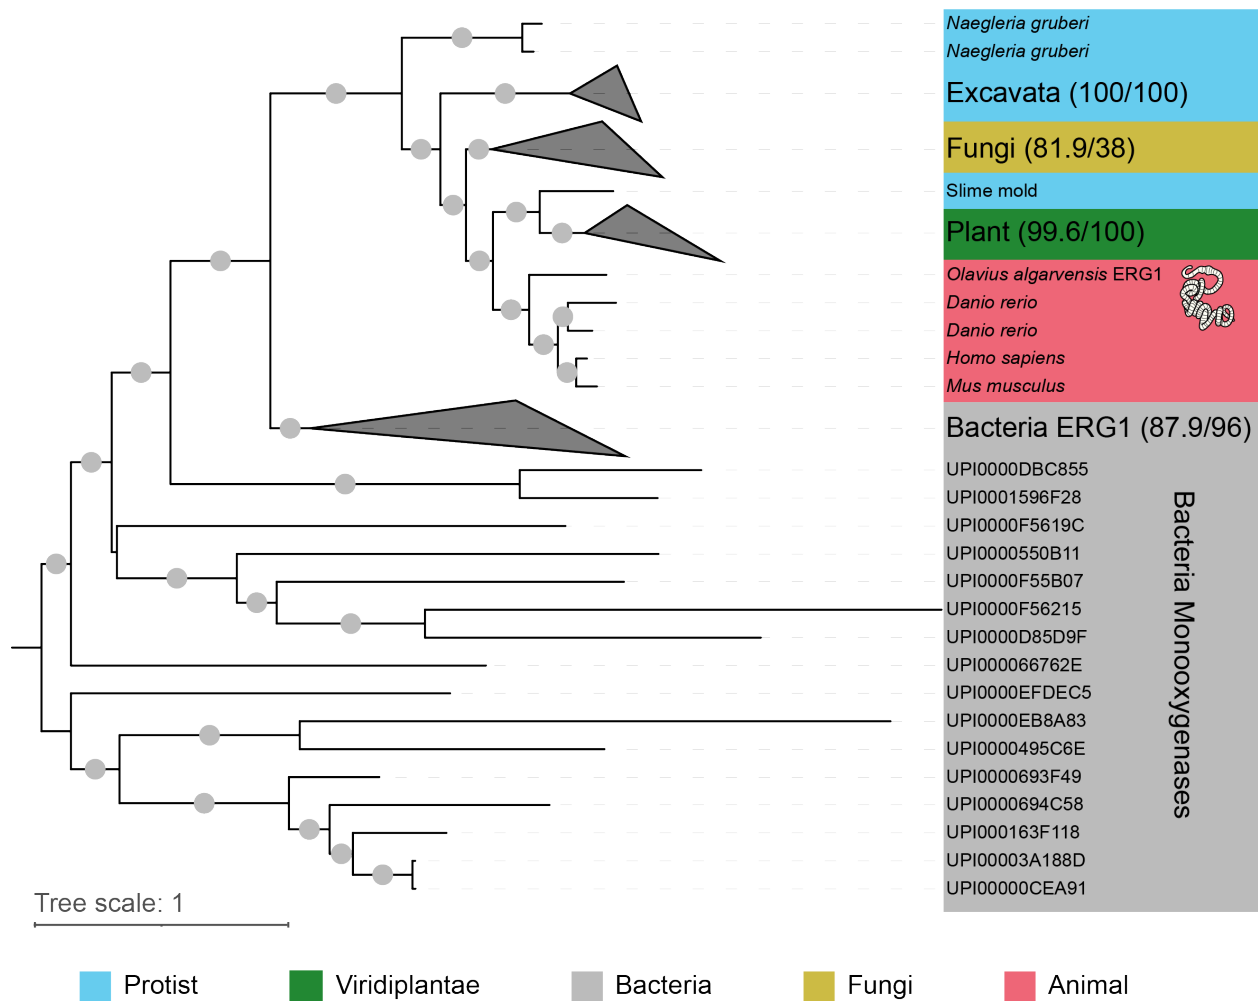 Naegleria gruberi
Naegleria gruberi
Excavata (100/100)
Fungi (81.9/38)
Slime mold
Plant (99.6/100)
Olavius algarvensis ERG1
Danio rerio
Danio rerio
Homo sapiens
Mus musculus
Bacteria ERG1 (87.9/96)
UPI0000DBC855
UPI0001596F28
UPI0000F5619C
UPI0000550B11
UPI0000F55B07
UPI0000F56215
UPI0000D85D9F
UPI000066762E
UPI0000EFDEC5
UPI0000EB8A83
UPI0000495C6E
UPI0000693F49
UPI0000694C58
UPI000163F118
UPI00003A188D
UPI00000CEA91
Bacteria Monooxygenases
Tree scale: 1
Protist
Viridiplantae
Bacteria
Fungi
Animal